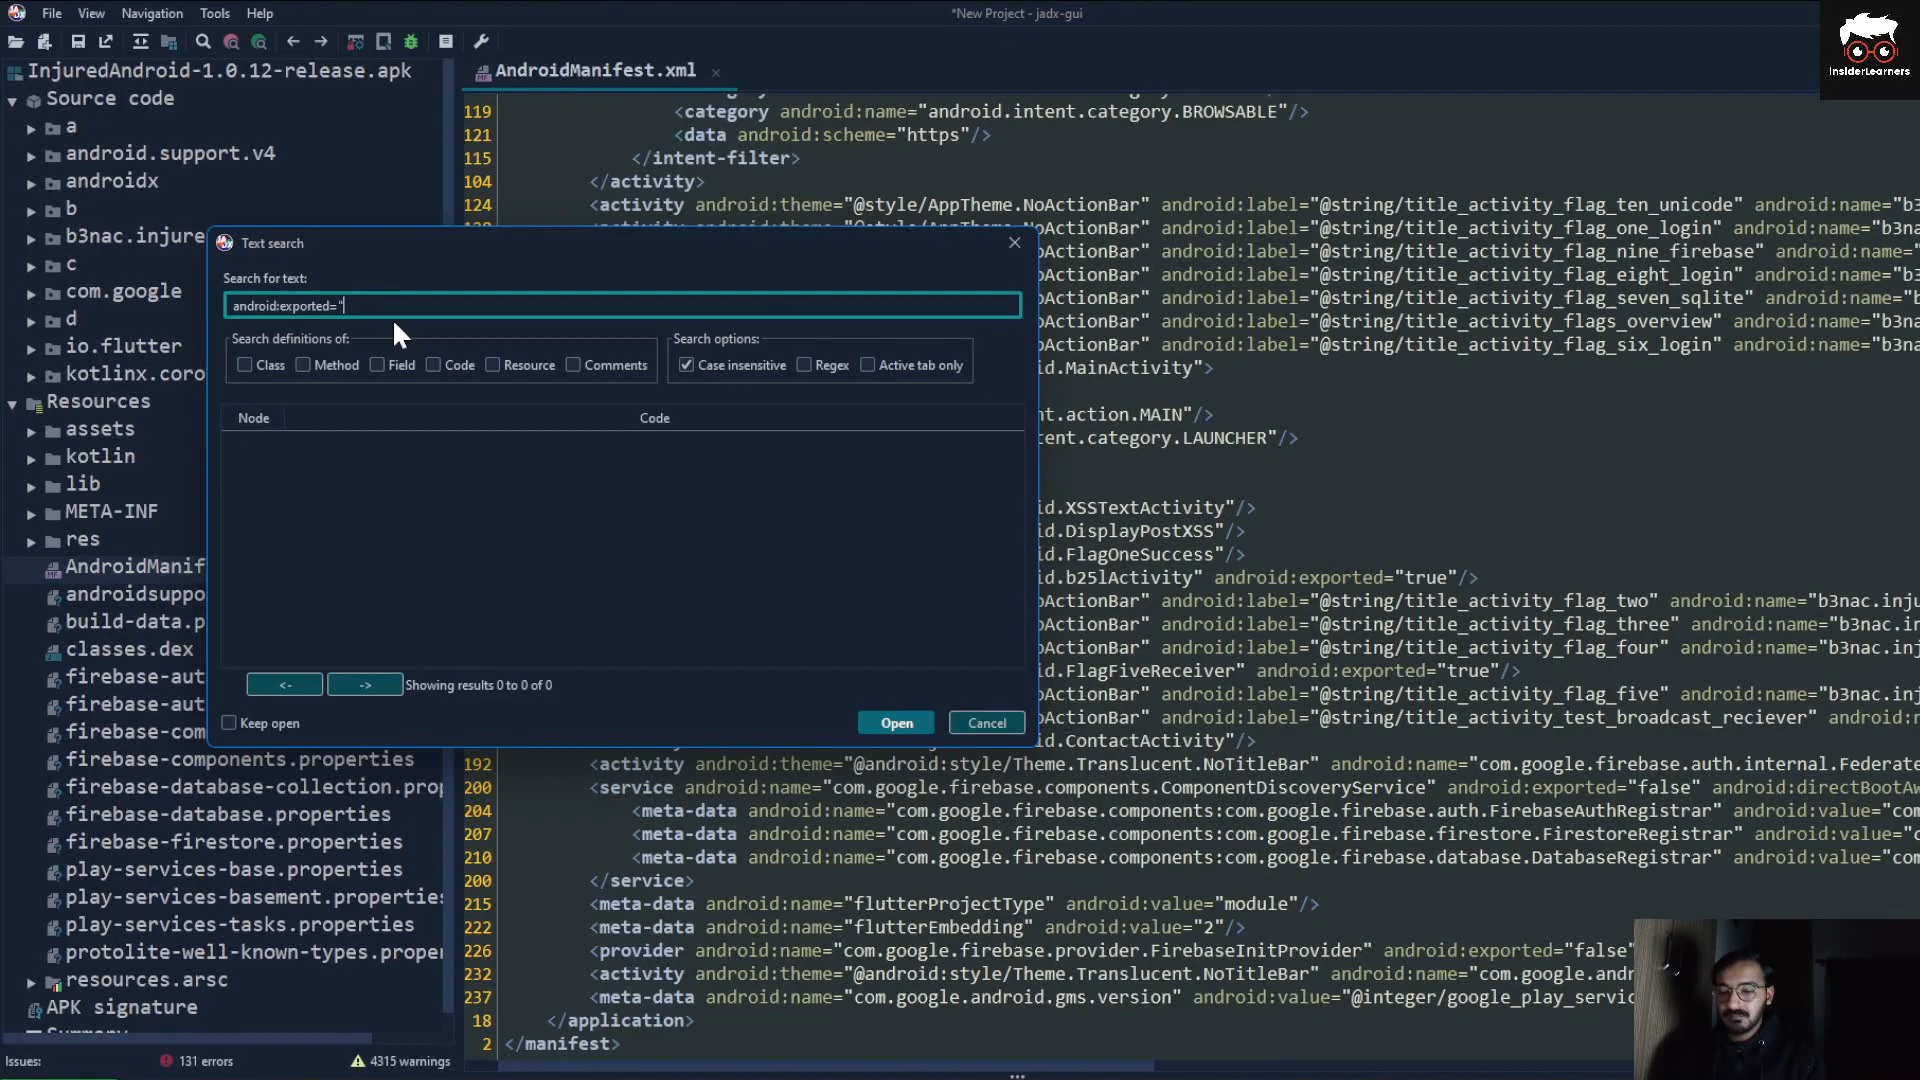 File View Navigation Tools Help
*New Project - jadx-gui
InsiderLearners
InjuredAndroid-1.0.12-release.apk
Source code
a
android.support.v4
androidx
b
b3nac.injure
c
com.google
d
io.flutter
kotlinx.coro
Resources
assets
kotlin
lib
META-INF
res
AndroidManif
androidsuppo
build-data.p
classes.dex
firebase-aut
firebase-aut
firebase-com
firebase-components.properties
firebase-database-collection.prop
firebase-database.properties
firebase-firestore.properties
play-services-base.properties
play-services-basement.properties
play-services-tasks.properties
protolite-well-known-types.proper
resources.arsc
APK signature
Summary
Issues: 131 errors 4315 warnings
AndroidManifest.xml
119 <category android:name="android.intent.category.BROWSABLE"/>
121 <data android:scheme="https"/>
115 </intent-filter>
104 </activity>
124 <activity android:theme="@style/AppTheme.NoActionBar" android:label="@string/title_activity_flag_ten_unicode" android:name="b3
oActionBar" android:label="@string/title_activity_flag_one_login" android:name="b3na
oActionBar" android:label="@string/title_activity_flag_nine_firebase" android:name="
oActionBar" android:label="@string/title_activity_flag_eight_login" android:name="b3
oActionBar" android:label="@string/title_activity_flag_seven_sqlite" android:name="b
oActionBar" android:label="@string/title_activity_flags_overview" android:name="b3na
oActionBar" android:label="@string/title_activity_flag_six_login" android:name="b3na
id.MainActivity">
nt.action.MAIN"/>
tent.category.LAUNCHER"/>
id.XSSTextActivity"/>
id.DisplayPostXSS"/>
id.FlagOneSuccess"/>
id.b25lActivity" android:exported="true"/>
oActionBar" android:label="@string/title_activity_flag_two" android:name="b3nac.inju
oActionBar" android:label="@string/title_activity_flag_three" android:name="b3nac.in
oActionBar" android:label="@string/title_activity_flag_four" android:name="b3nac.inj
id.FlagFiveReceiver" android:exported="true"/>
oActionBar" android:label="@string/title_activity_flag_five" android:name="b3nac.inj
oActionBar" android:label="@string/title_activity_test_broadcast_reciever" android:n
id.ContactActivity"/>
192 <activity android:theme="@android:style/Theme.Translucent.NoTitleBar" android:name="com.google.firebase.auth.internal.Federate
200 <service android:name="com.google.firebase.components.ComponentDiscoveryService" android:exported="false" android:directBootAw
204 <meta-data android:name="com.google.firebase.components:com.google.firebase.auth.FirebaseAuthRegistrar" android:value="com
207 <meta-data android:name="com.google.firebase.components:com.google.firebase.firestore.FirestoreRegistrar" android:value="c
210 <meta-data android:name="com.google.firebase.components:com.google.firebase.database.DatabaseRegistrar" android:value="com
200 </service>
215 <meta-data android:name="flutterProjectType" android:value="module"/>
222 <meta-data android:name="flutterEmbedding" android:value="2"/>
226 <provider android:name="com.google.firebase.provider.FirebaseInitProvider" android:exported="false"
232 <activity android:theme="@android:style/Theme.Translucent.NoTitleBar" android:name="com.google.andr
237 <meta-data android:name="com.google.android.gms.version" android:value="@integer/google_play_servic
18 </application>
2 </manifest>
Text search
Search for text:
android:exported="
Search definitions of:
Class Method Field Code Resource Comments
Search options:
Case insensitive Regex Active tab only
Node Code
<- -> Showing results 0 to 0 of 0
Keep open
Open Cancel